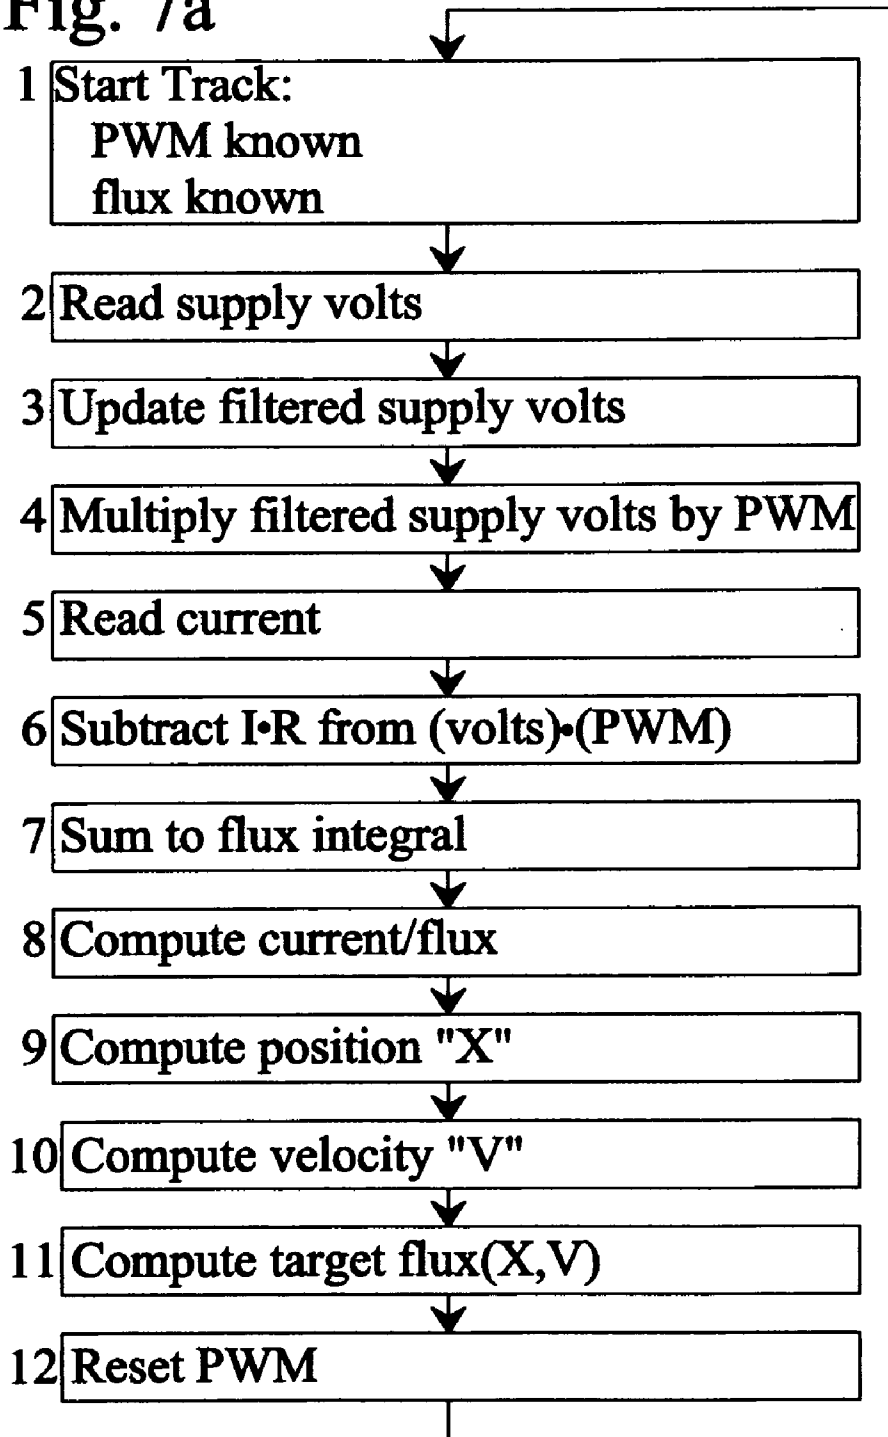 Fig. 7a
1 Start Track:
PWM known
flux known
2 Read supply volts
3 Update filtered supply volts
4 Multiply filtered supply volts by PWM
5 Read current
6 Subtract I•R from (volts)•(PWM)
7 Sum to flux integral
8 Compute current/flux
9 Compute position "X"
10 Compute velocity "V"
11 Compute target flux(X,V)
12 Reset PWM